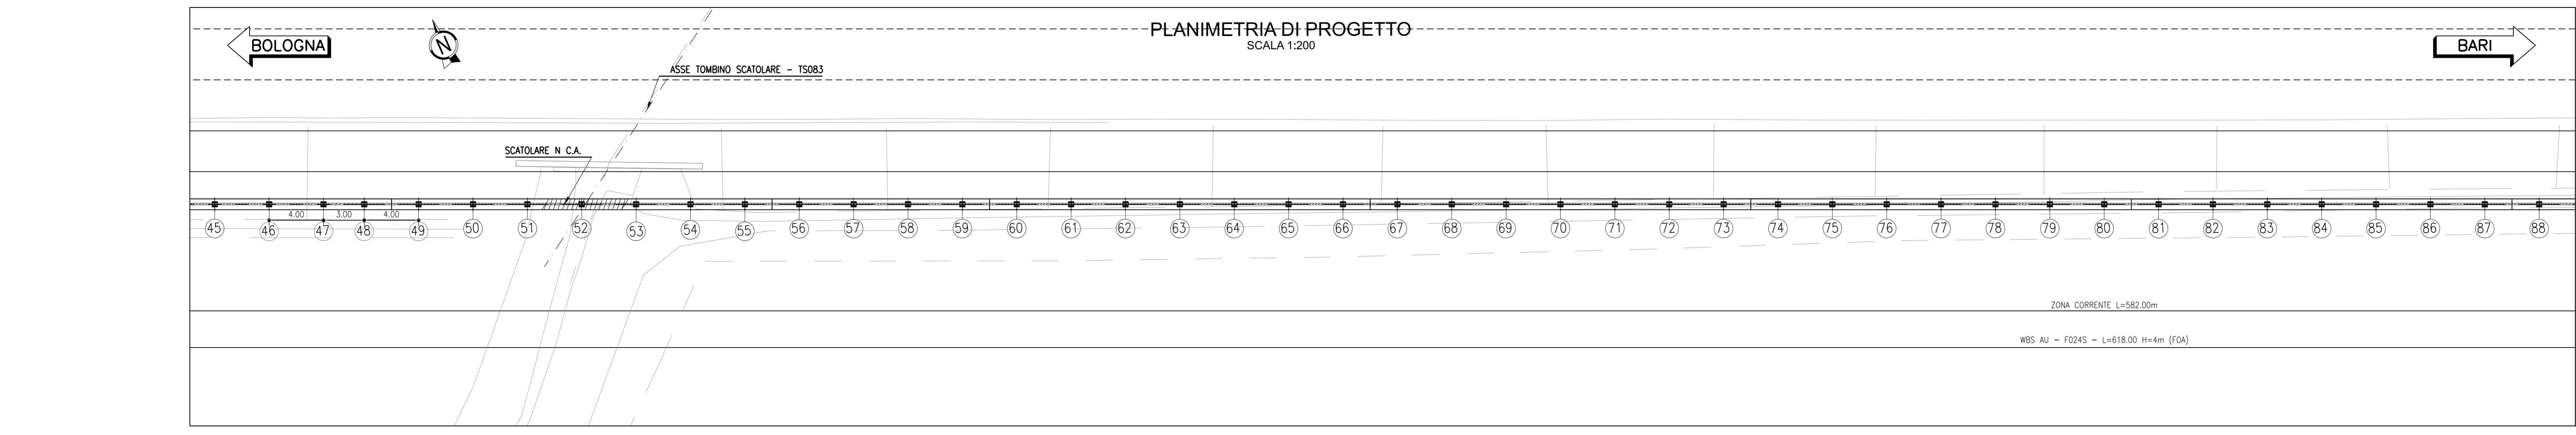 PLANIMETRIA DI PROGETTO
SCALA 1:200
BOLOGNA
N
BARI
ASSE TOMBINO SCATOLARE - TS083
SCATOLARE N C.A.
4.00 3.00 4.00
45 46 47 48 49 50 51 52 53 54 55 56 57 58 59 60 61 62 63 64 65 66 67 68 69 70 71 72 73 74 75 76 77 78 79 80 81 82 83 84 85 86 87 88
ZONA CORRENTE L=582.00m
WBS AU - F024S - L=618.00 H=4m (FOA)